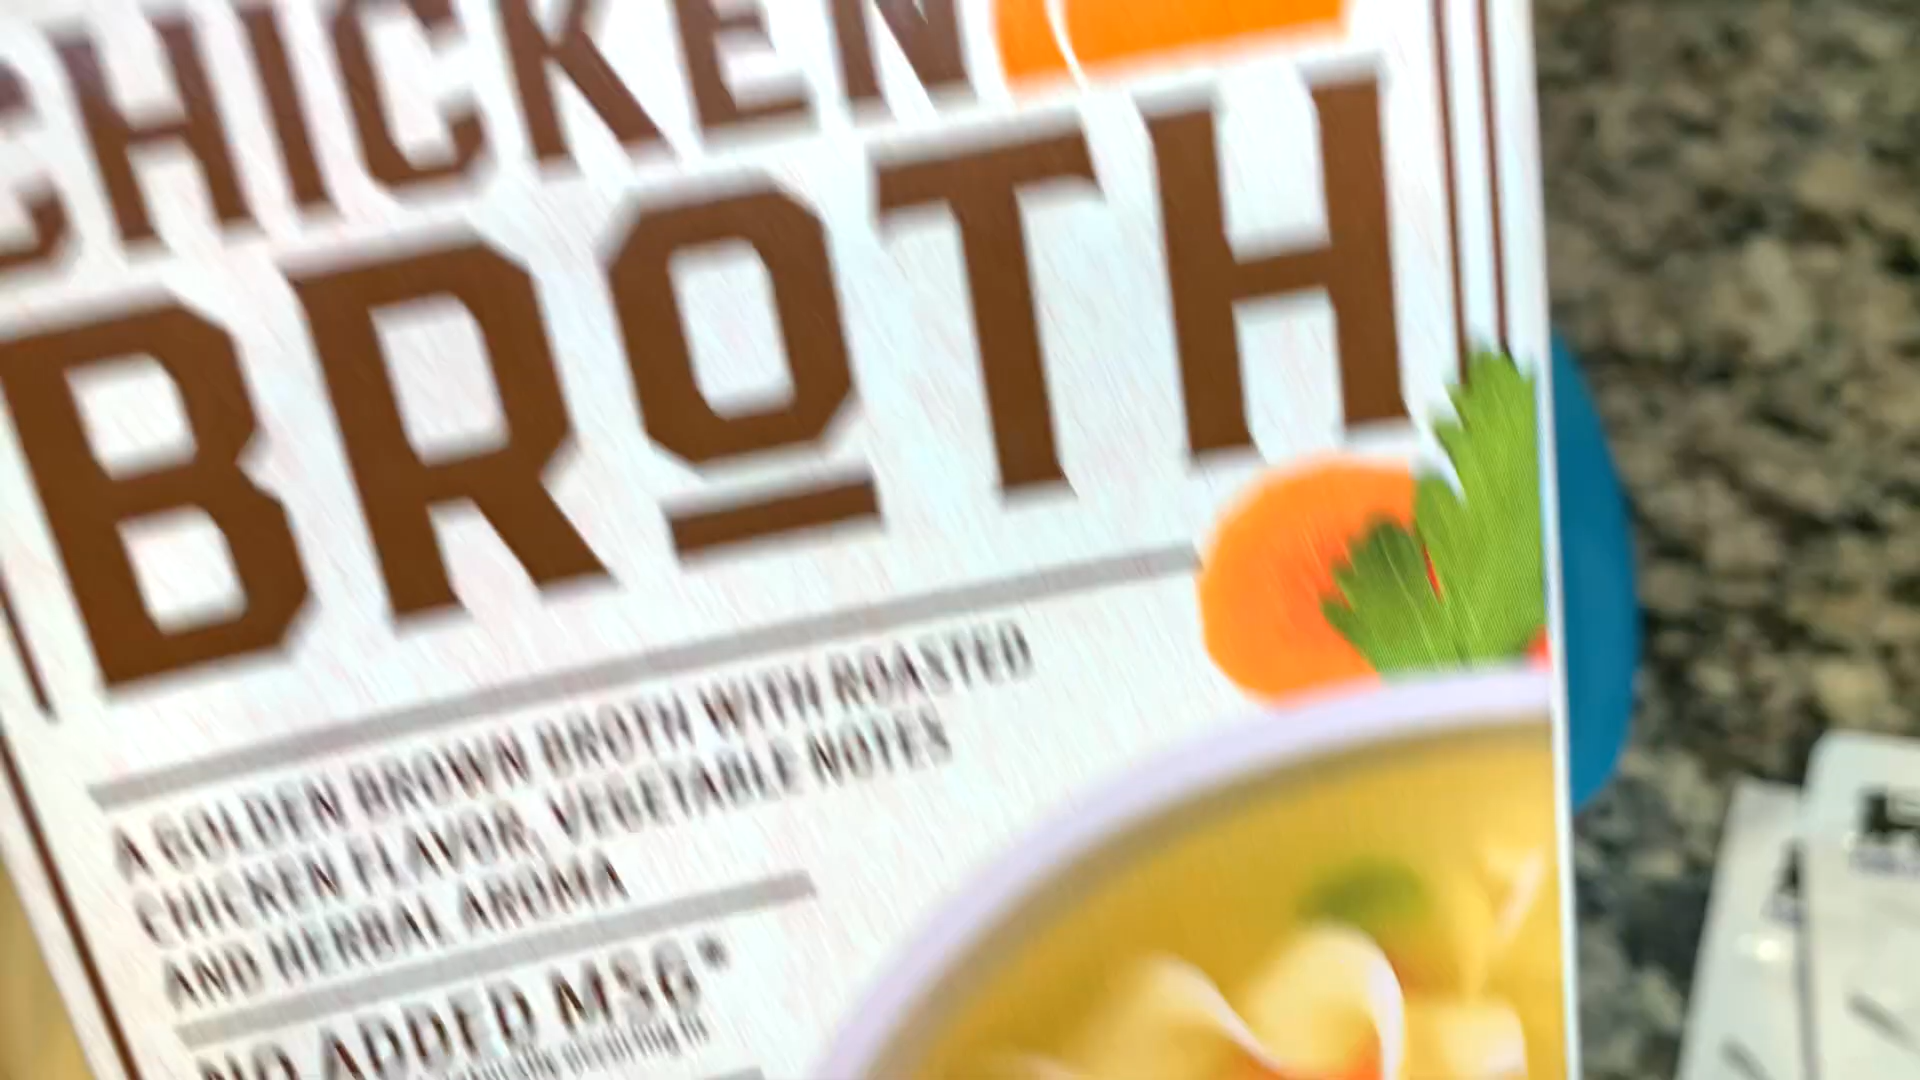 CHICKEN
BROTH
A GOLDEN BROWN BROTH WITH ROASTED
CHICKEN FLAVOR, VEGETABLE NOTES
AND HERBAL AROMA
NO ADDED MSG*